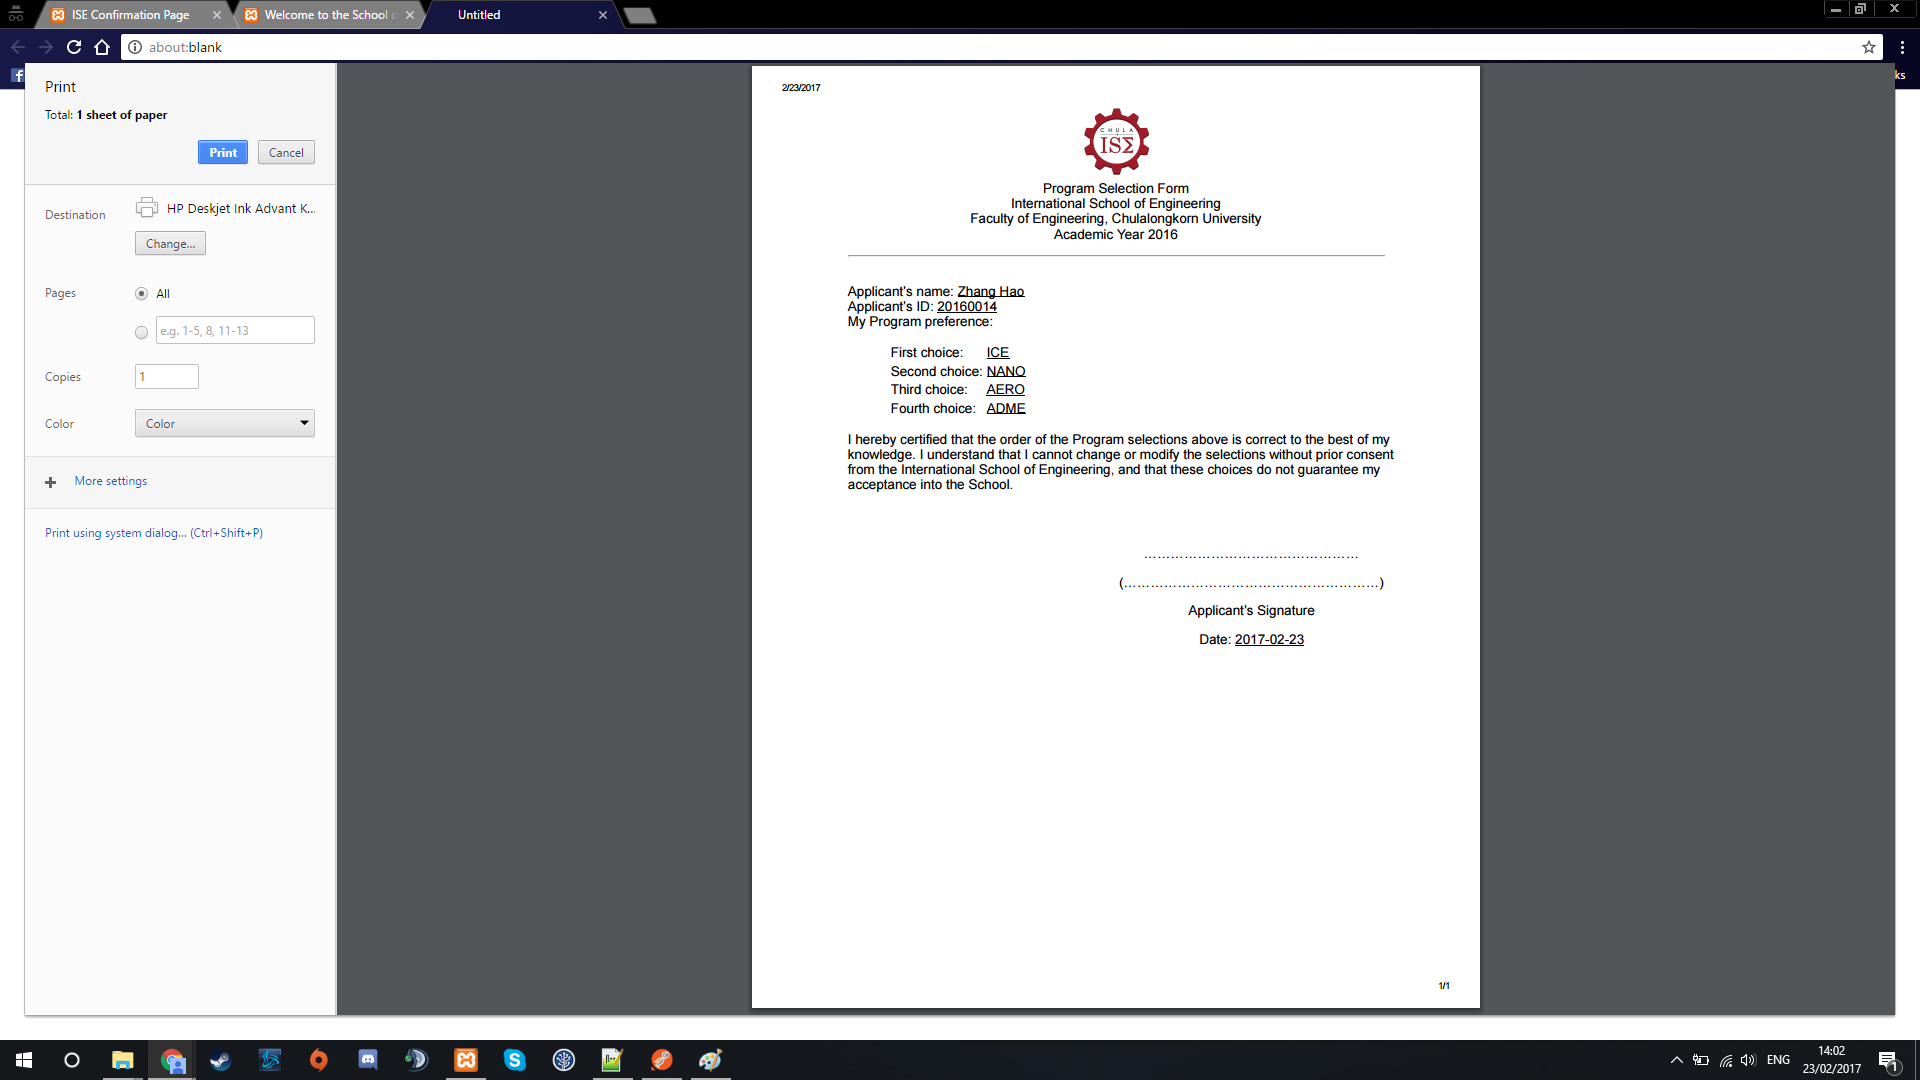 ISE Confirmation Page
Welcome to the School
Untitled
about:blank
ks
Print
Total: 1 sheet of paper
Print
Cancel
Destination
HP Deskjet Ink Advant K...
Change...
Pages
All
e.g. 1-5, 8, 11-13
Copies
1
Color
Color
More settings
Print using system dialog... (Ctrl+Shift+P)
2/23/2017
CHULA
ISΣ
Program Selection Form
International School of Engineering
Faculty of Engineering, Chulalongkorn University
Academic Year 2016
Applicant's name: Zhang Hao
Applicant's ID: 20160014
My Program preference:
First choice: ICE
Second choice: NANO
Third choice: AERO
Fourth choice: ADME
I hereby certified that the order of the Program selections above is correct to the best of my
knowledge. I understand that I cannot change or modify the selections without prior consent
from the International School of Engineering, and that these choices do not guarantee my
acceptance into the School.
................................................
(.........................................................)
Applicant's Signature
Date: 2017-02-23
1/1
ENG
14:02
23/02/2017
1